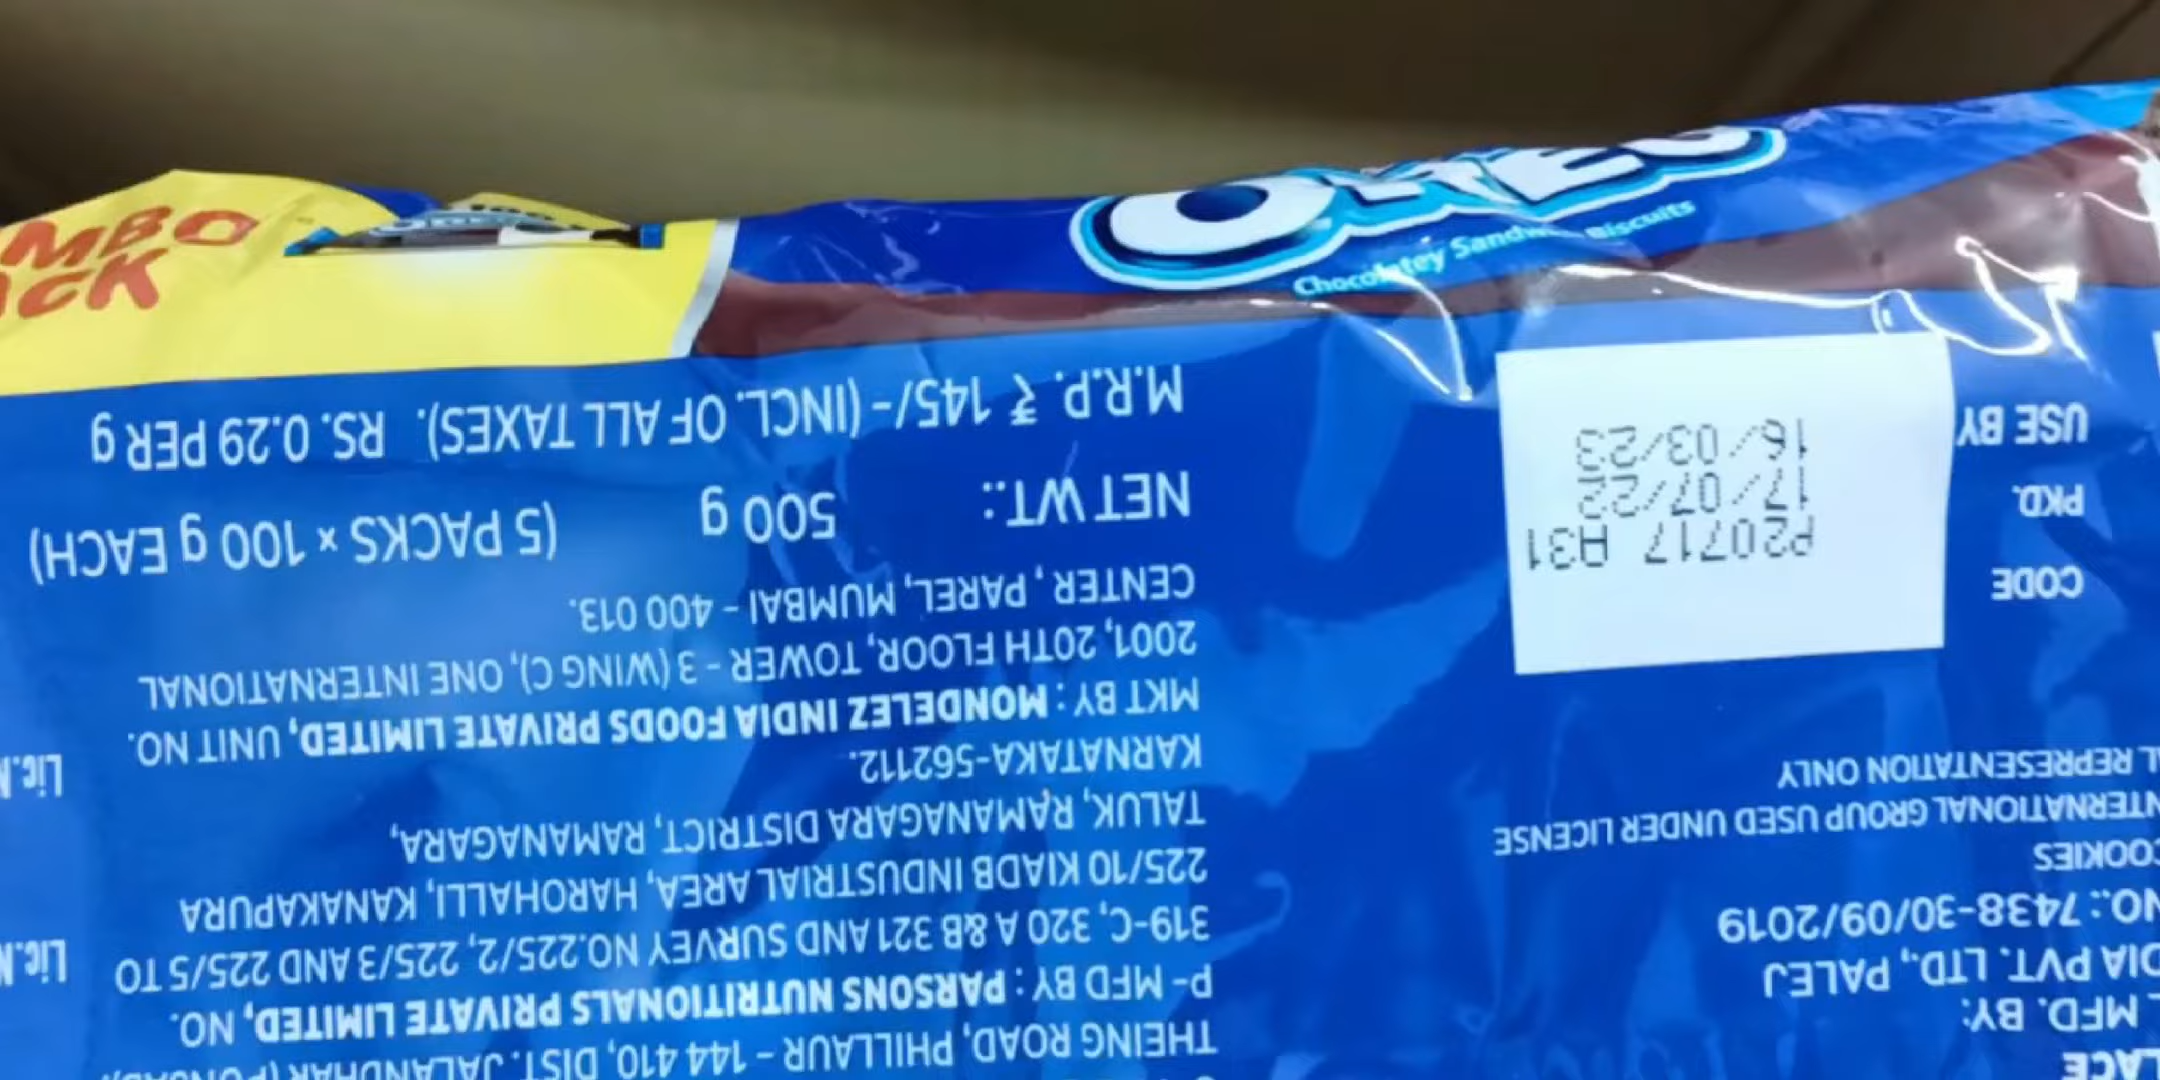 MBO
ACK
OREO
Chocolatey Sandwich Biscuits
LACE
MFD. BY:
DIA PVT. LTD., PALEJ
NO.: 7438-30/09/2019
COOKIES
NTERNATIONAL GROUP USED UNDER LICENSE
AL REPRESENTATION ONLY
CODE P20717 A31
PKD. 17/07/22
USE BY 16/03/23
THEING ROAD, PHILLAUR - 144 410, DIST. JALANDHAR
P- MFD BY : PARSONS NUTRITIONALS PRIVATE LIMITED, NO.
319-C, 320 A &B 321 AND SURVEY NO.225/2, 225/3 AND 225/5 TO
225/10 KIADB INDUSTRIAL AREA, HAROHALLI, KANAKAPURA
TALUK, RAMANAGARA DISTRICT, RAMANAGARA,
KARNATAKA-562112.
MKT BY : MONDELEZ INDIA FOODS PRIVATE LIMITED, UNIT NO.
2001, 20TH FLOOR, TOWER - 3 (WING C), ONE INTERNATIONAL
CENTER, PAREL, MUMBAI - 400 013.
NET WT.: 500 g (5 PACKS × 100 g EACH)
M.R.P. ₹ 145/- (INCL. OF ALL TAXES). RS. 0.29 PER g
Lic.N
Lic.N